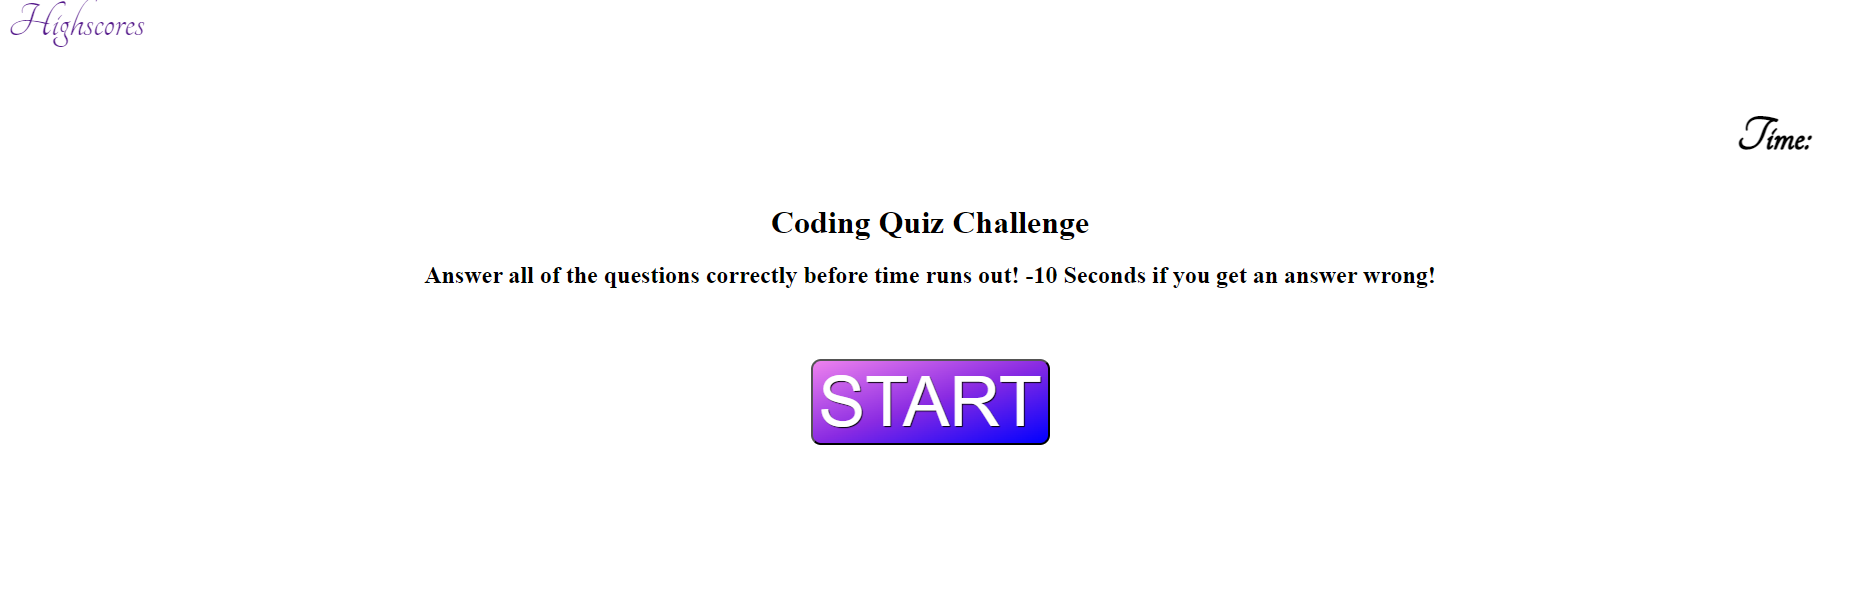 Highscores
Time:
Coding Quiz Challenge
Answer all of the questions correctly before time runs out! -10 Seconds if you get an answer wrong!
START